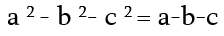 a ² - b ²- c ² = a-b-c